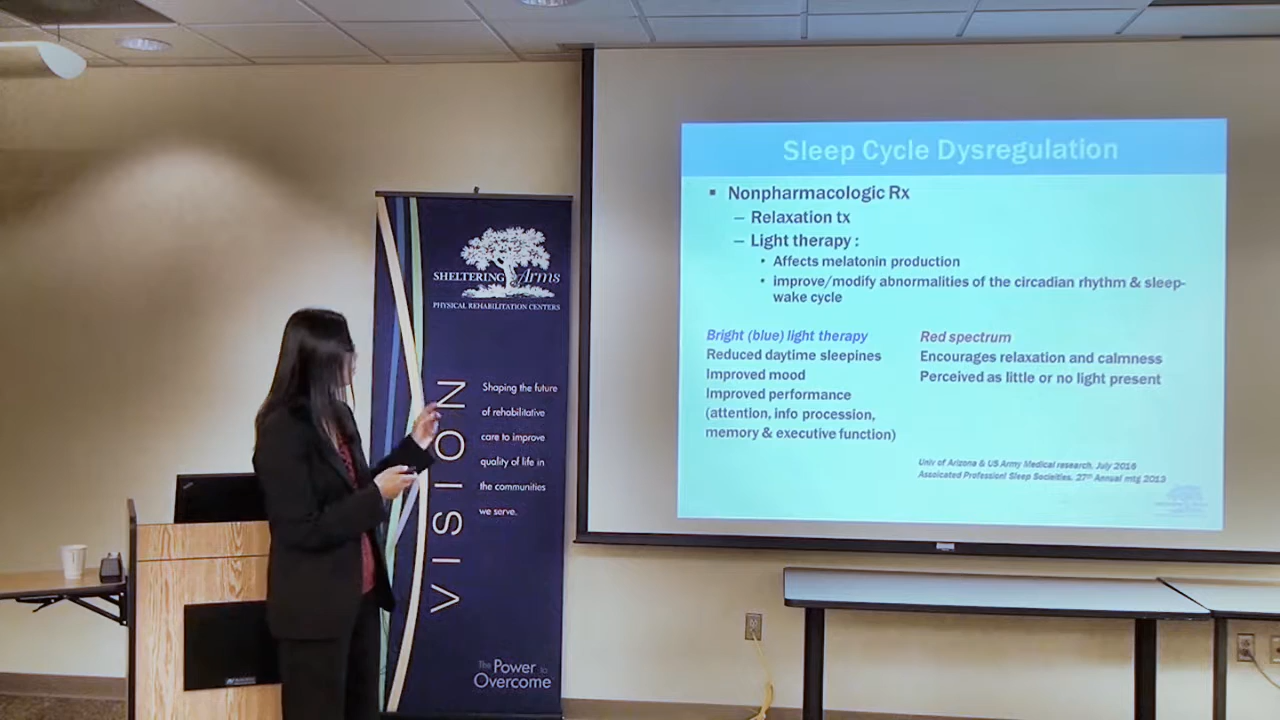 Sleep Cycle Dysregulation
▪ Nonpharmacologic Rx
– Relaxation tx
– Light therapy :
• Affects melatonin production
• improve/modify abnormalities of the circadian rhythm & sleep-
wake cycle
Bright (blue) light therapy
Reduced daytime sleepines
Improved mood
Improved performance
(attention, info procession,
memory & executive function)
Red spectrum
Encourages relaxation and calmness
Perceived as little or no light present
Univ of Arizona & US Army Medical research, July 2016
Assoicated Professionl Sleep Socieities. 27th Annual mtg 2013
SHELTERING Arms
PHYSICAL REHABILITATION CENTERS
VISION
Shaping the future
of rehabilitative
care to improve
quality of life in
the communities
we serve.
The Power to
Overcome